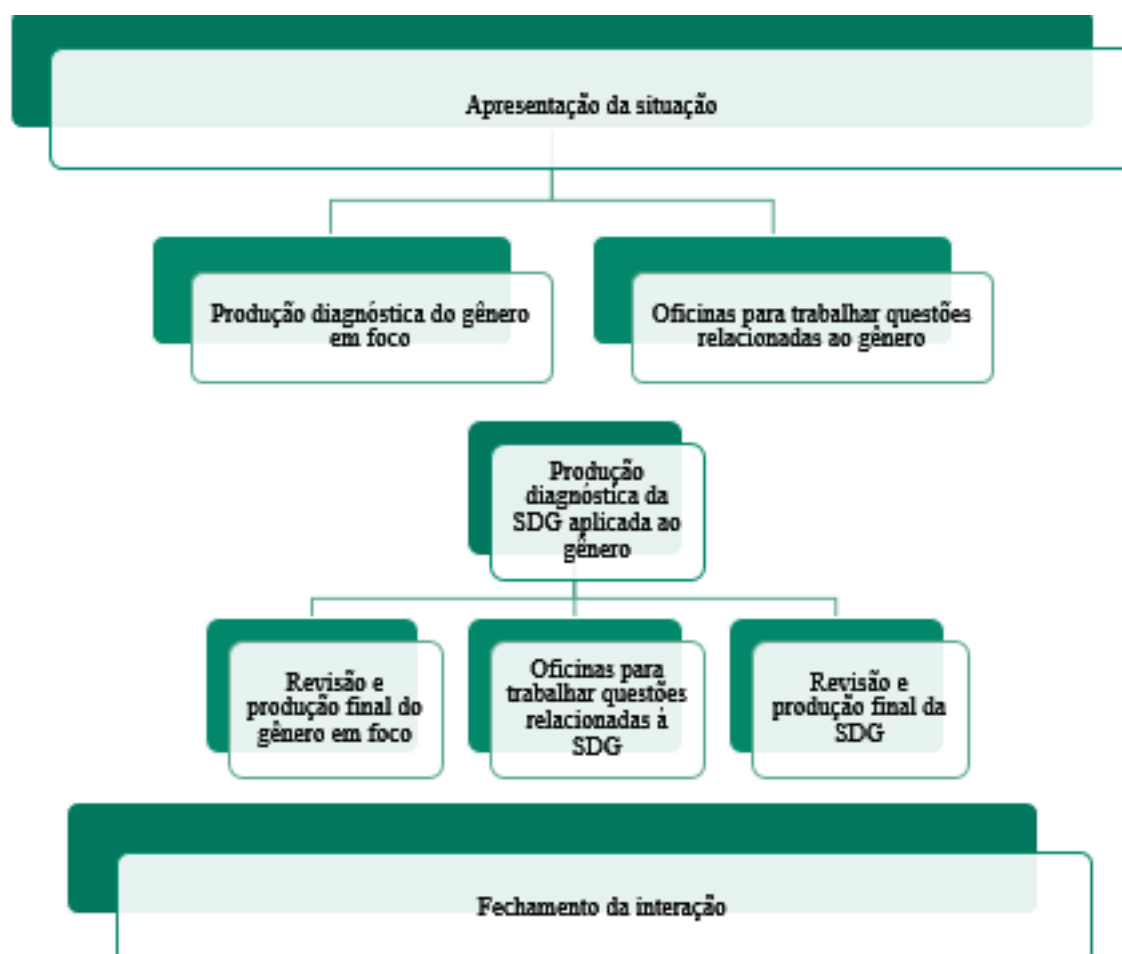 Apresentação da situação
Produção diagnóstica do gênero
em foco
Oficinas para trabalhar questões
relacionadas ao gênero
Produção
diagnóstica da
SDG aplicada ao
gênero
Revisão e
produção final do
gênero em foco
Oficinas para
trabalhar questões
relacionadas à
SDG
Revisão e
produção final da
SDG
Fechamento da interação